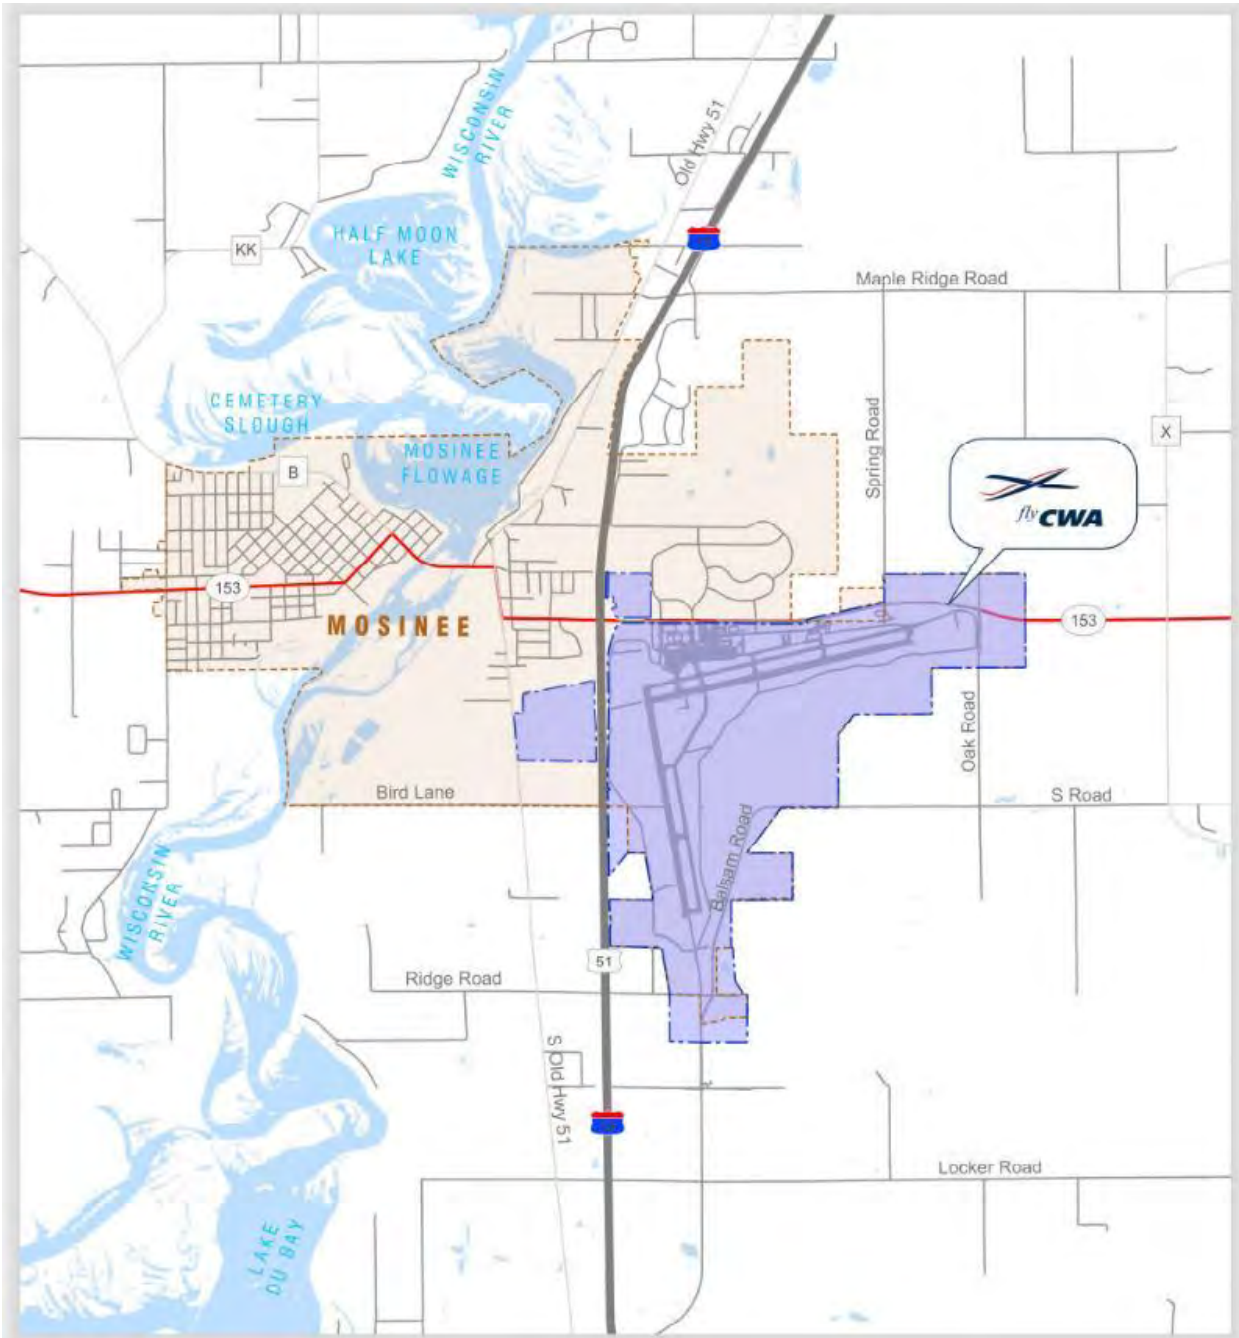 WISCONSIN
RIVER
Old Hwy 51
HALF MOON
LAKE
KK
Maple Ridge Road
CEMETERY
SLOUGH
Spring Road
X
MOSINEE
FLOWAGE
B
fly CWA
153
MOSINEE
153
Oak Road
Bird Lane
S Road
Balsam Road
WISCONSIN
RIVER
51
Ridge Road
S Old Hwy 51
Locker Road
LAKE
DU BAY